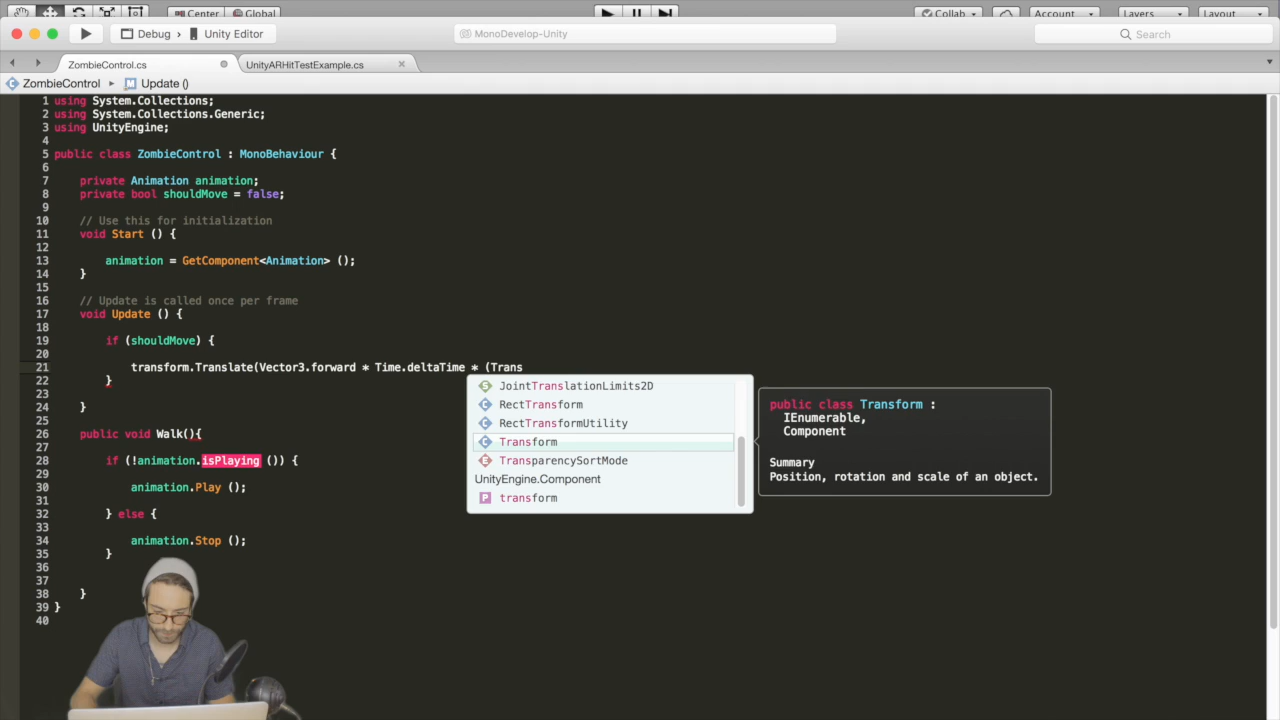 Center Global Collab Account Layers Layout
Debug > Unity Editor MonoDevelop-Unity Search
ZombieControl.cs UnityARHitTestExample.cs
ZombieControl Update ()
1 using System.Collections;
2 using System.Collections.Generic;
3 using UnityEngine;
4
5 public class ZombieControl : MonoBehaviour {
6
7 private Animation animation;
8 private bool shouldMove = false;
9
10 // Use this for initialization
11 void Start () {
12
13 animation = GetComponent<Animation> ();
14 }
15
16 // Update is called once per frame
17 void Update () {
18
19 if (shouldMove) {
20
21 transform.Translate(Vector3.forward * Time.deltaTime * (Trans
22 }
23
24 }
25
26 public void Walk(){
27
28 if (!animation.isPlaying ()) {
29
30 animation.Play ();
31
32 } else {
33
34 animation.Stop ();
35 }
36
37
38 }
39 }
40
JointTranslationLimits2D
RectTransform
RectTransformUtility
Transform
TransparencySortMode
UnityEngine.Component
transform
public class Transform :
IEnumerable,
Component
Summary
Position, rotation and scale of an object.